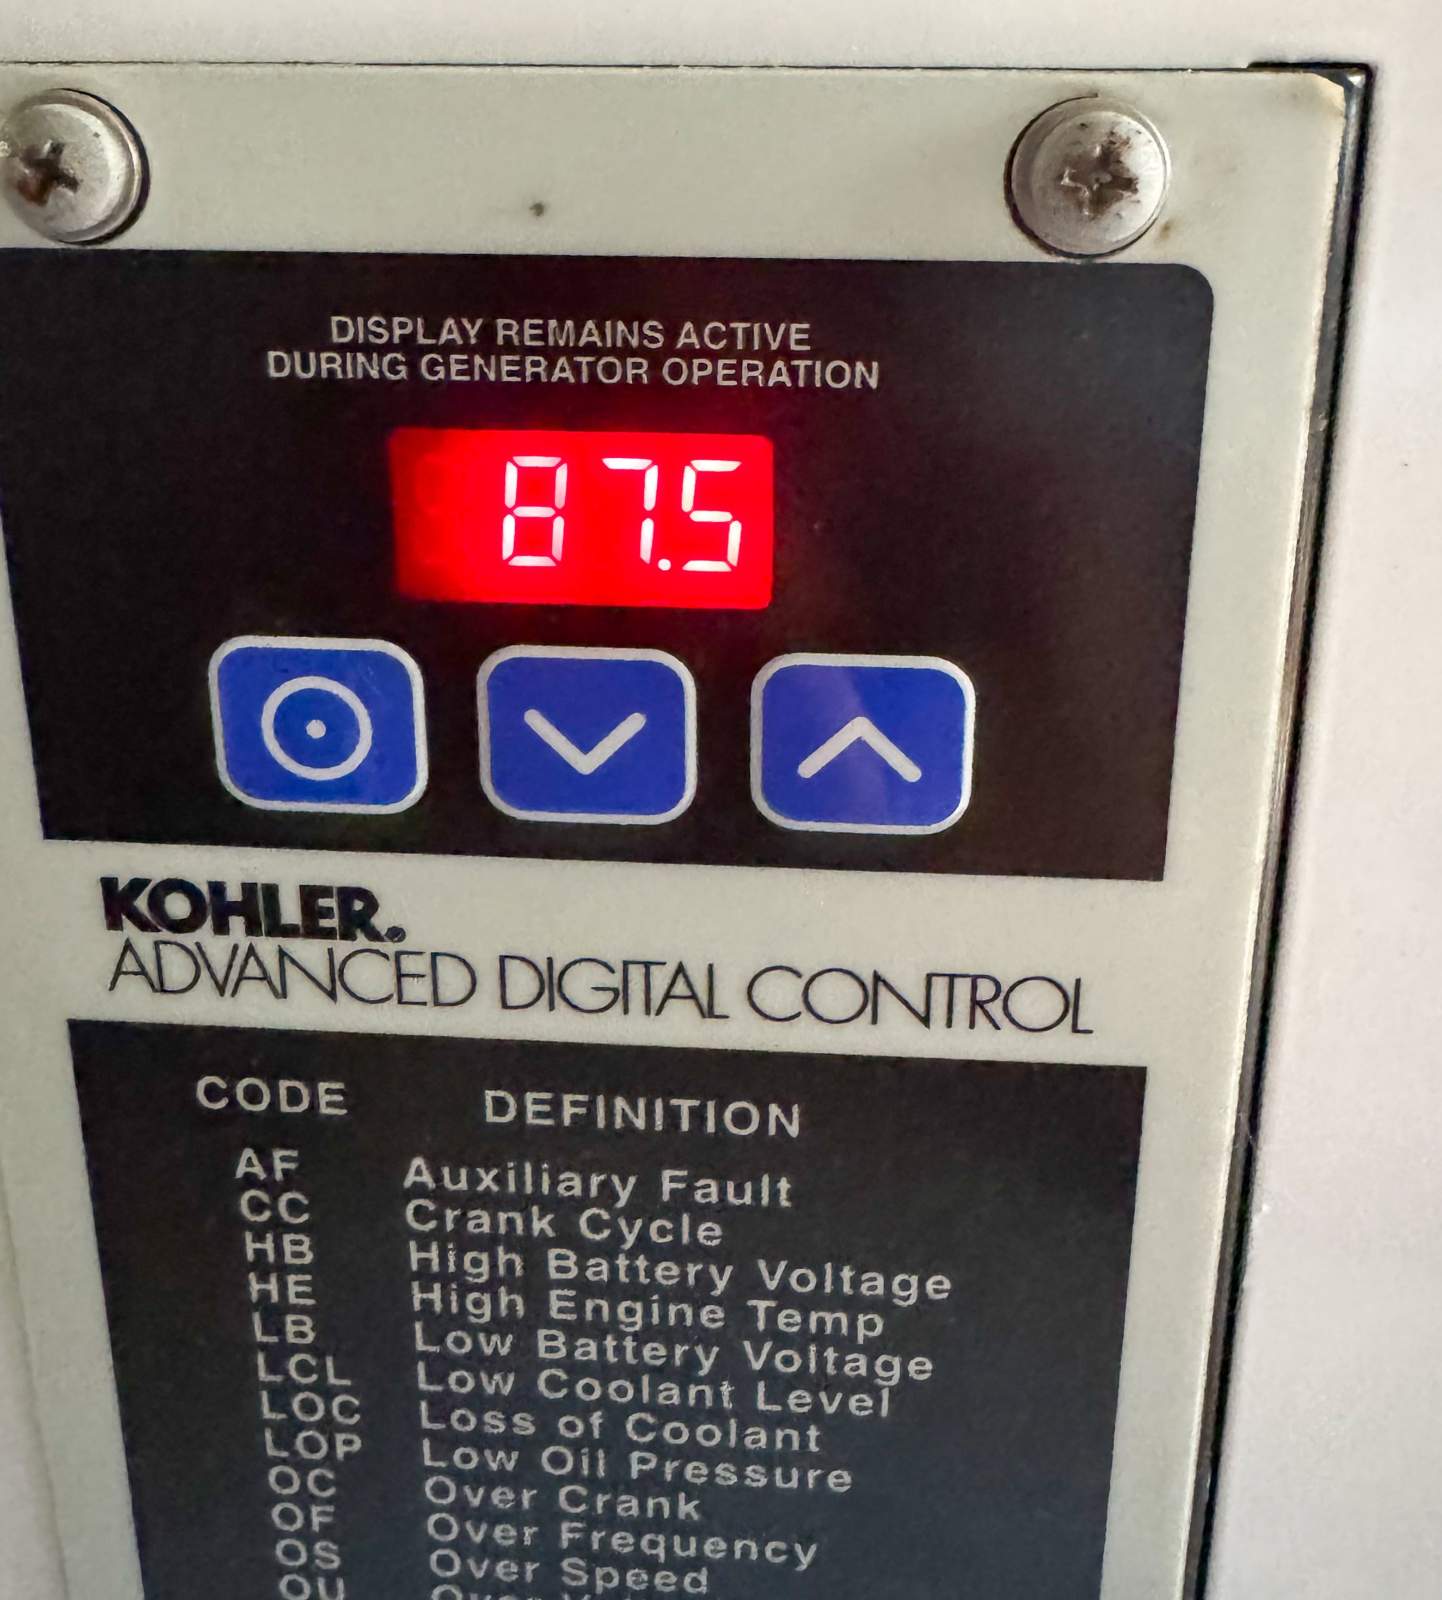 DISPLAY REMAINS ACTIVE
DURING GENERATOR OPERATION
87.5
KOHLER.
ADVANCED DIGITAL CONTROL
CODE DEFINITION
AF Auxiliary Fault
CC Crank Cycle
HB High Battery Voltage
HE High Engine Temp
LB Low Battery Voltage
LCL Low Coolant Level
LOC Loss of Coolant
LOP Low Oil Pressure
OC Over Crank
OF Over Frequency
OS Over Speed
OU Over